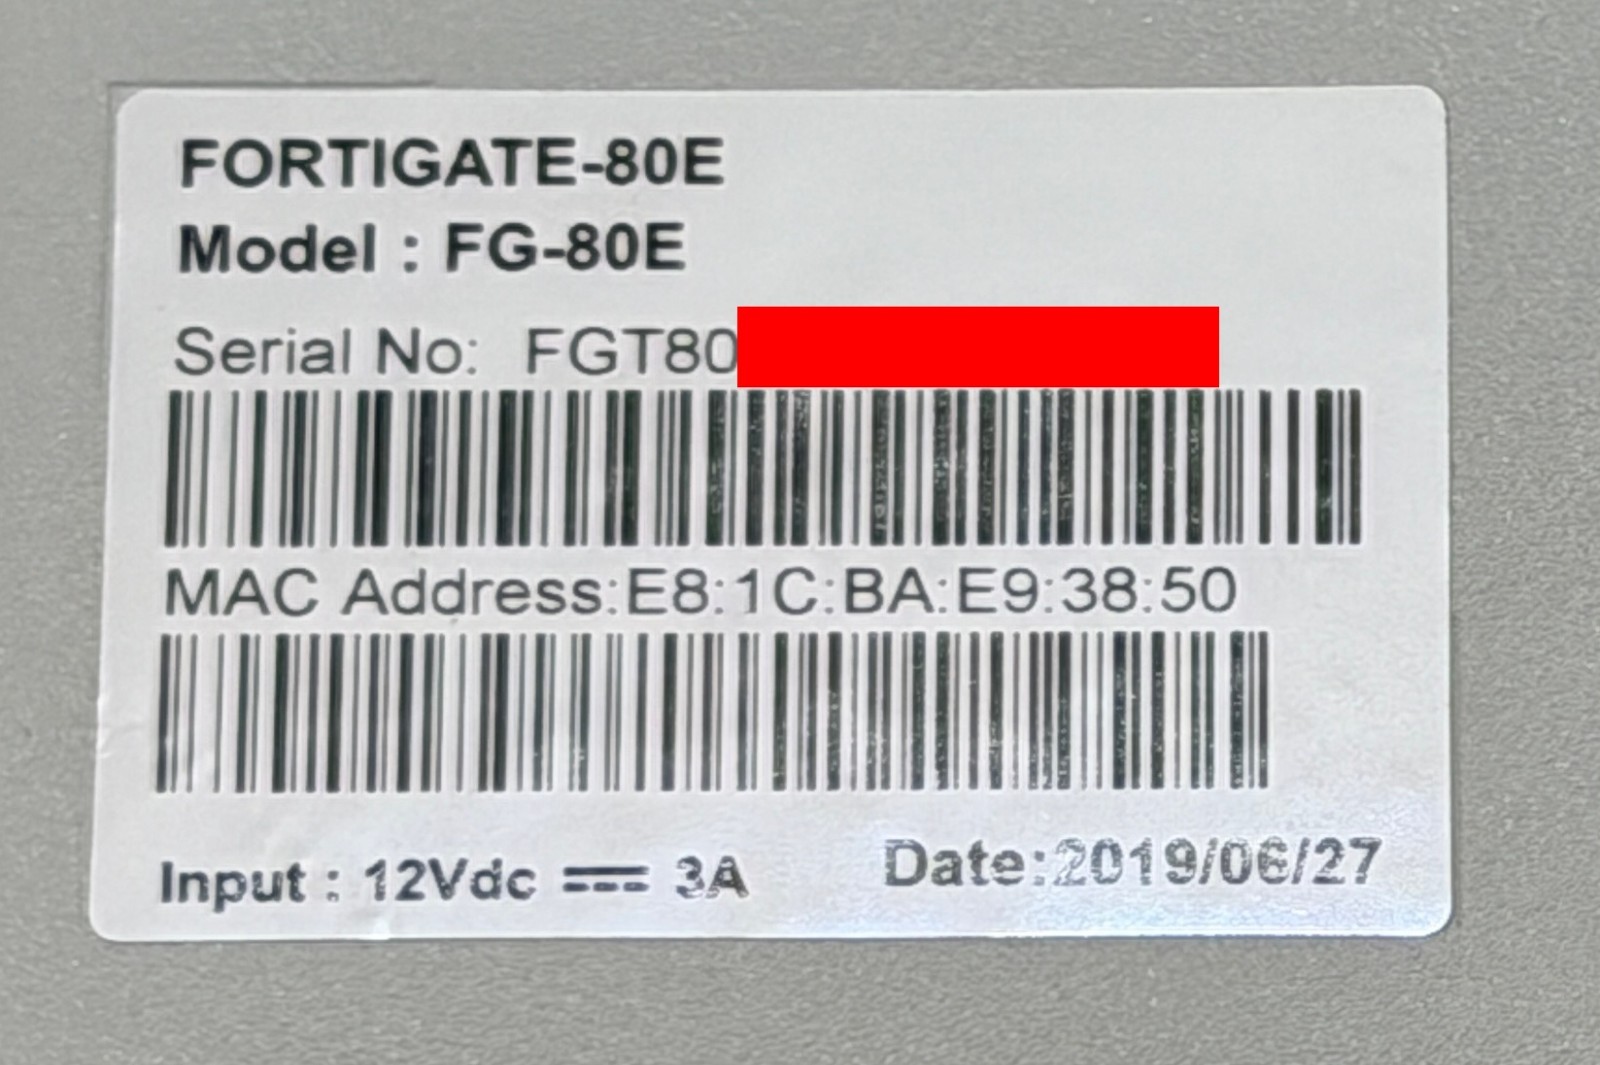 FORTIGATE-80E
Model : FG-80E
Serial No: FGT80
MAC Address:E8:1C:BA:E9:38:50
Input : 12Vdc ⎓ 3A
Date:2019/06/27